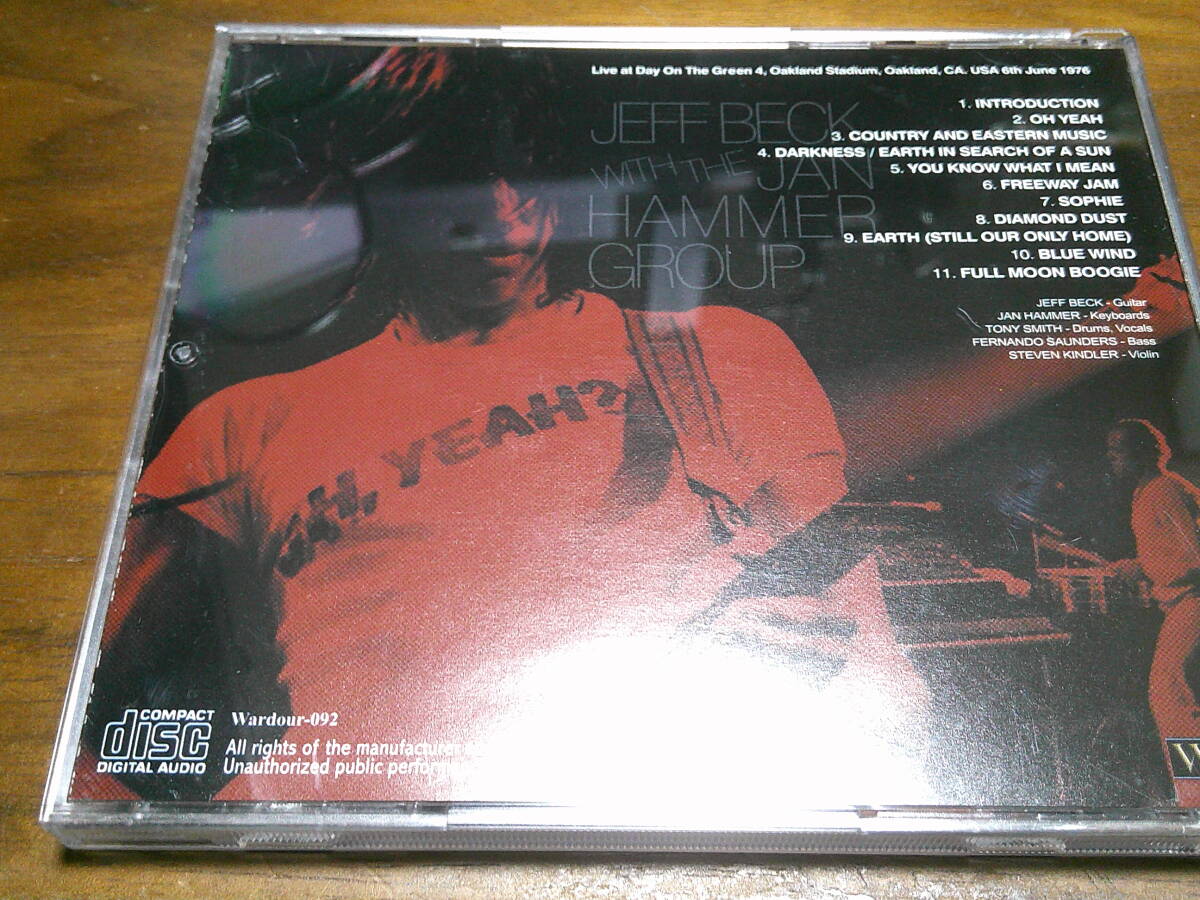 Live at Day On The Green 4, Oakland Stadium, Oakland, CA. USA 6th June 1976
JEFF BECK
WITH THE JAN
HAMMER
GROUP
1. INTRODUCTION
2. OH YEAH
3. COUNTRY AND EASTERN MUSIC
4. DARKNESS / EARTH IN SEARCH OF A SUN
5. YOU KNOW WHAT I MEAN
6. FREEWAY JAM
7. SOPHIE
8. DIAMOND DUST
9. EARTH (STILL OUR ONLY HOME)
10. BLUE WIND
11. FULL MOON BOOGIE
JEFF BECK - Guitar
JAN HAMMER - Keyboards
TONY SMITH - Drums, Vocals
FERNANDO SAUNDERS - Bass
STEVEN KINDLER - Violin
YEAH?
COMPACT
disc
DIGITAL AUDIO
Wardour-092
All rights of the manufacturer
Unauthorized public
W